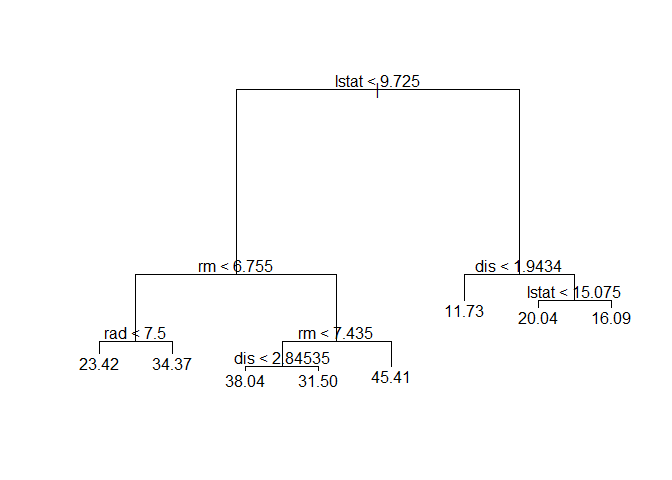 lstat < 9.725
rm < 6.755
dis < 1.9434
lstat < 15.075
11.73
20.04
16.09
rad < 7.5
rm < 7.435
dis < 2.84535
23.42
34.37
38.04
31.50
45.41